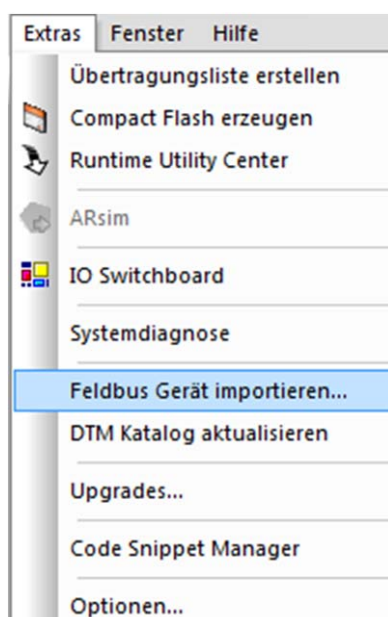 Extras Fenster Hilfe
Übertragungsliste erstellen
Compact Flash erzeugen
Runtime Utility Center
ARsim
IO Switchboard
Systemdiagnose
Feldbus Gerät importieren...
DTM Katalog aktualisieren
Upgrades...
Code Snippet Manager
Optionen...